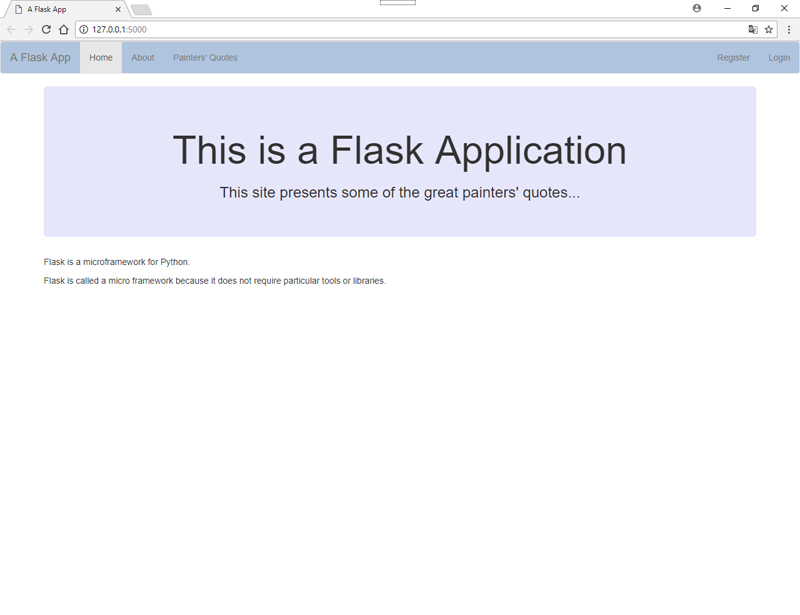 A Flask App
127.0.0.1:5000
A Flask App Home About Painters' Quotes Register Login
This is a Flask Application
This site presents some of the great painters' quotes...
Flask is a microframework for Python.
Flask is called a micro framework because it does not require particular tools or libraries.